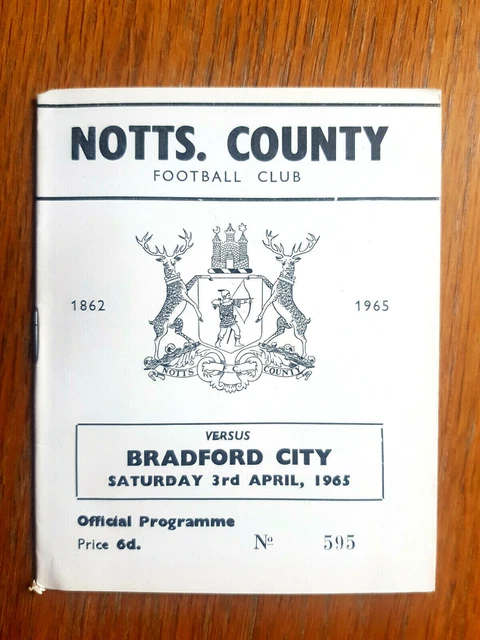 NOTTS. COUNTY
FOOTBALL CLUB
1862 1965
NOTTS F.C. COUNTY
VERSUS
BRADFORD CITY
SATURDAY 3rd APRIL, 1965
Official Programme
Price 6d. Nº 595